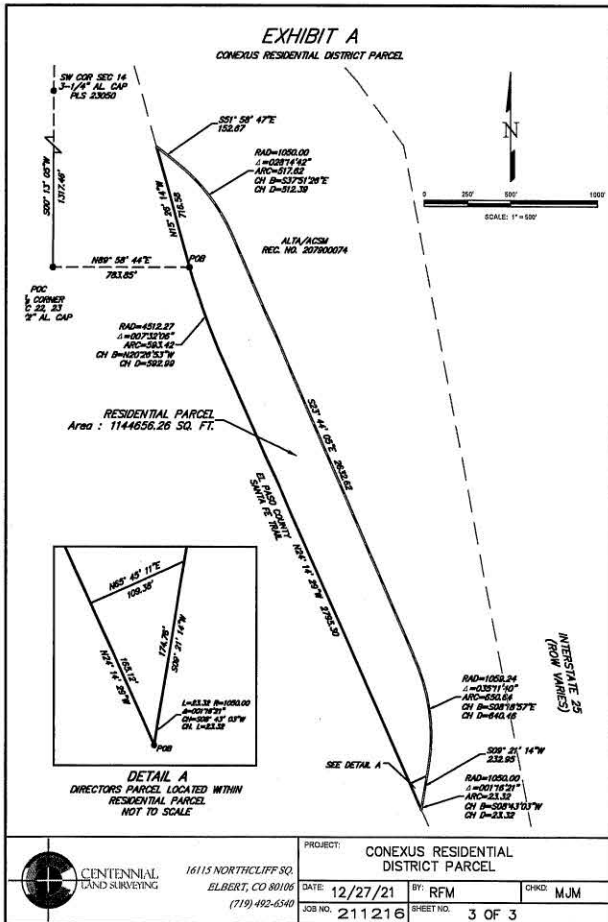 EXHIBIT A
CONEXUS RESIDENTIAL DISTRICT PARCEL
SW COR SEC 14
3-1/4" AL. CAP
PLS 23050
S00° 13' 05"W
1317.46'
N89° 58' 44"E
783.85'
POC
CORNER
C 22, 23
2" AL. CAP
S51° 58' 47"E
152.67
RAD=1050.00
Δ=028°14'42"
ARC=517.62
CH B=S37°51'26"E
CH D=512.39
N15° 26' 14"W
716.58
POB
ALTA/ACSM
REC. NO. 207900074
N
0 250' 500' 1000'
SCALE: 1" = 500'
RAD=4512.27
Δ=007°32'06"
ARC=593.42
CH B=N20°26'53"W
CH D=592.99
RESIDENTIAL PARCEL
Area : 1144656.26 SQ. FT.
S23° 44' 05"E 2632.62
EL PASO COUNTY
SANTA FE TRAIL
N24° 14' 29"W 2795.30
INTERSTATE 25
(ROW VARIES)
N65° 45' 11"E
109.35'
174.76'
S09° 21' 14"W
165.12'
N24° 14' 29"W
L=23.32 R=1050.00
Δ=001°16'21"
CH=S08° 43' 03"W
CH. L=23.32
POB
DETAIL A
DIRECTORS PARCEL LOCATED WITHIN
RESIDENTIAL PARCEL
NOT TO SCALE
RAD=1059.24
Δ=035°11'40"
ARC=650.64
CH B=S08°18'57"E
CH D=640.46
SEE DETAIL A
S09° 21' 14"W
232.95
RAD=1050.00
Δ=001°16'21"
ARC=23.32
CH B=S08°43'03"W
CH D=23.32
CENTENNIAL
LAND SURVEYING
16115 NORTHCLIFF SQ.
ELBERT, CO 80106
(719) 492-6540
PROJECT:
CONEXUS RESIDENTIAL
DISTRICT PARCEL
DATE: 12/27/21 BY: RFM CHKD: MJM
JOB NO. 211216 SHEET NO. 3 OF 3